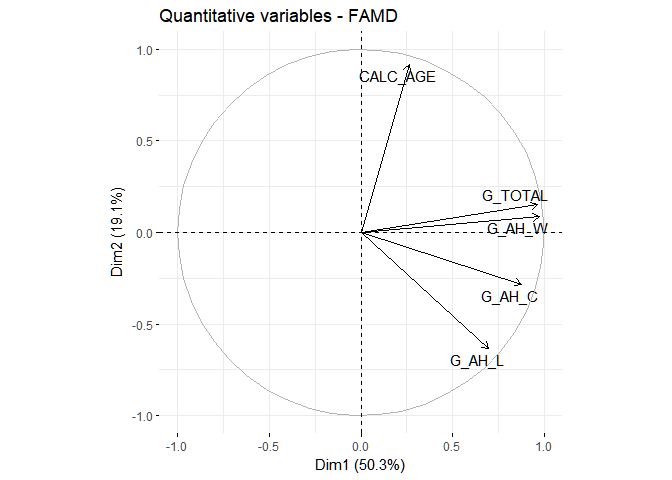 Quantitative variables - FAMD
1.0
CALC_AGE
0.5
G_TOTAL
0.0
G_AH_W
G_AH_C
-0.5
G_AH_L
-1.0
-1.0 -0.5 0.0 0.5 1.0
Dim1 (50.3%)
Dim2 (19.1%)